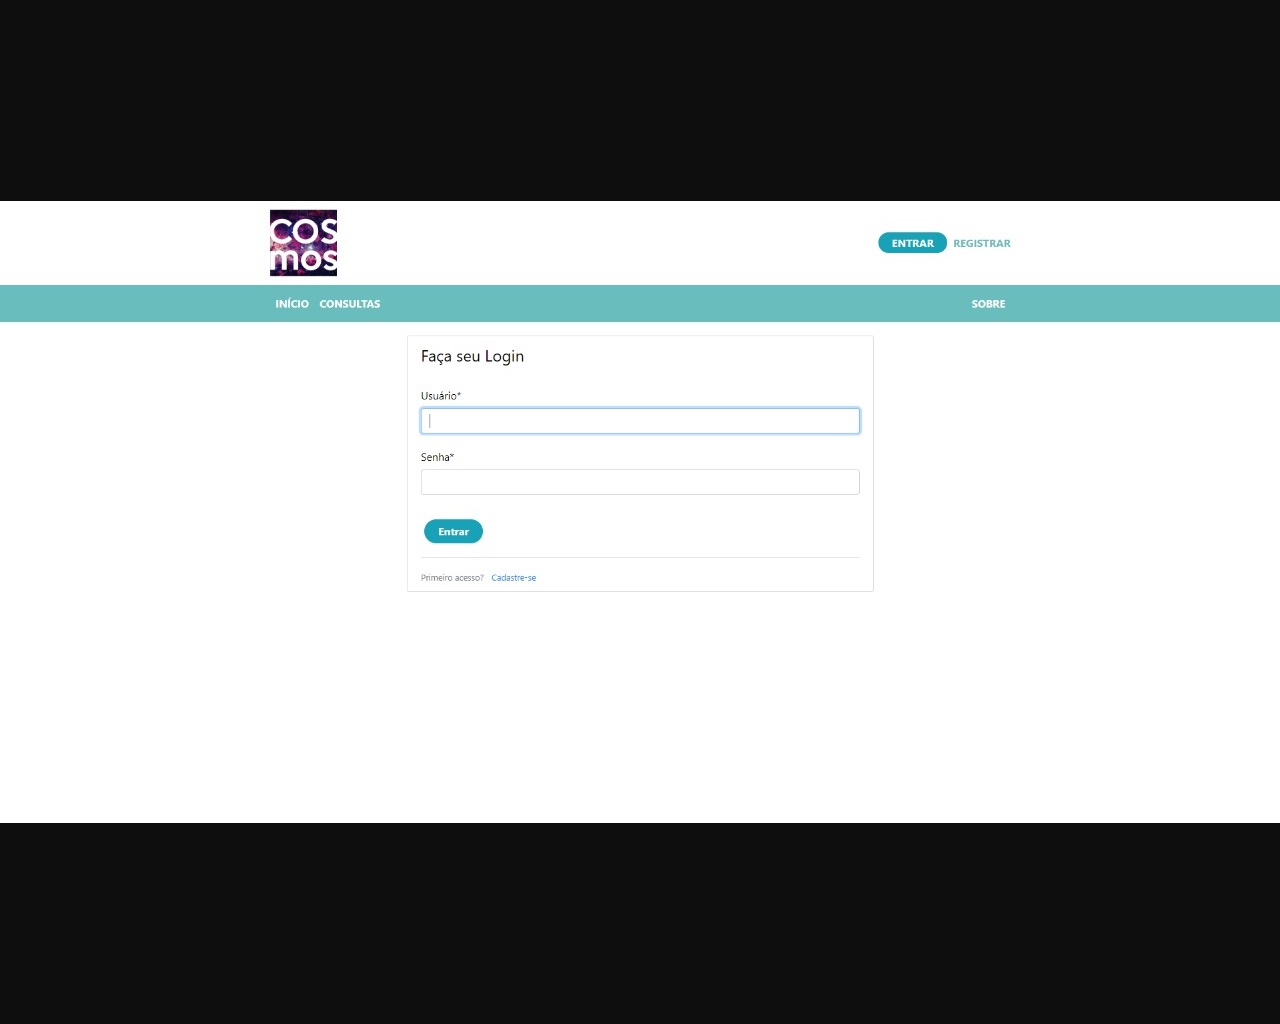 cos
mos
ENTRAR REGISTRAR
INÍCIO CONSULTAS SOBRE
Faça seu Login
Usuário*
Senha*
Entrar
Primeiro acesso? Cadastre-se